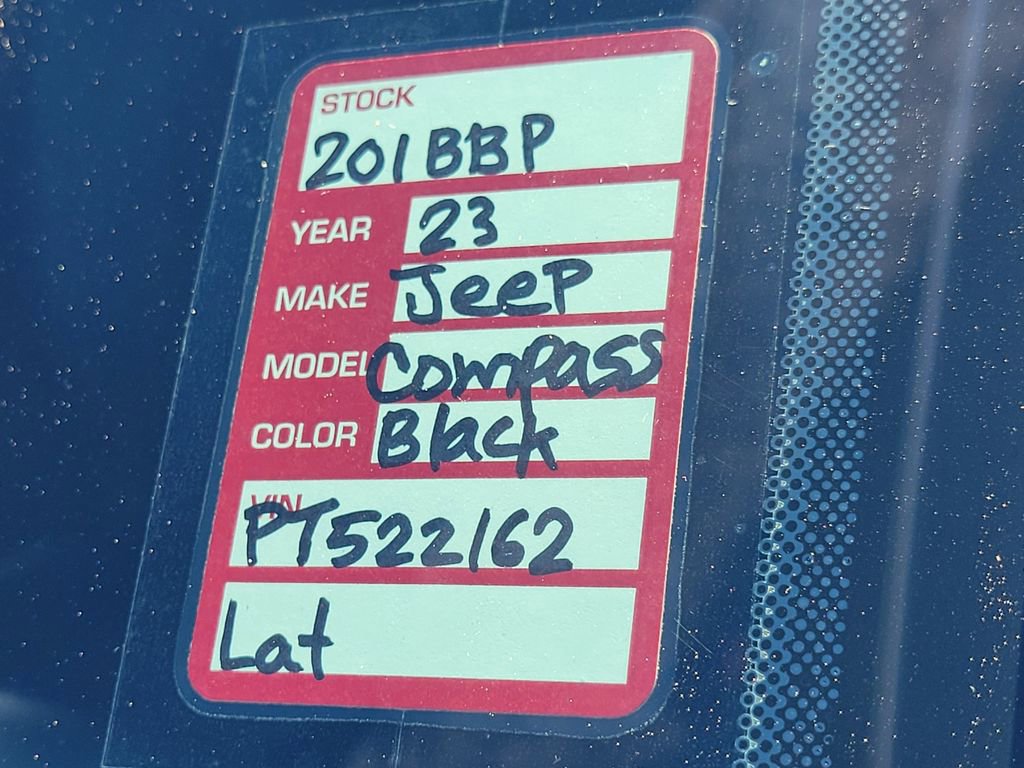 STOCK
201BBP
YEAR 23
MAKE Jeep
MODEL Compass
COLOR Black
VIN
PT522162
Lat